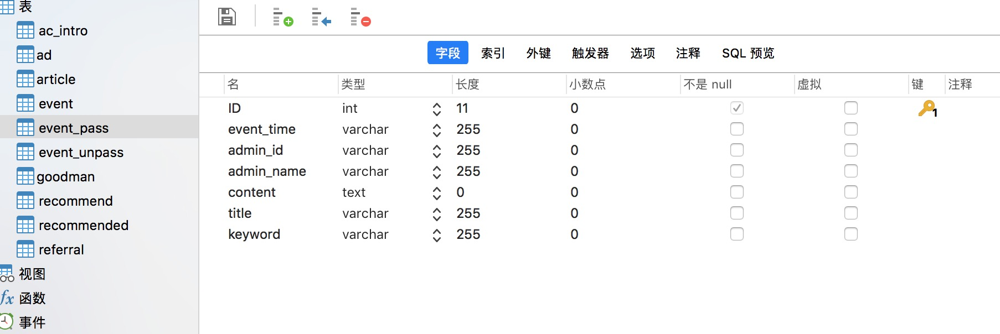 表
ac_intro
ad
article
event
event_pass
event_unpass
goodman
recommend
recommended
referral
视图
fx 函数
事件
字段 索引 外键 触发器 选项 注释 SQL 预览
名 类型 长度 小数点 不是 null 虚拟 键 注释
ID int 11 0 1
event_time varchar 255 0
admin_id varchar 255 0
admin_name varchar 255 0
content text 0 0
title varchar 255 0
keyword varchar 255 0